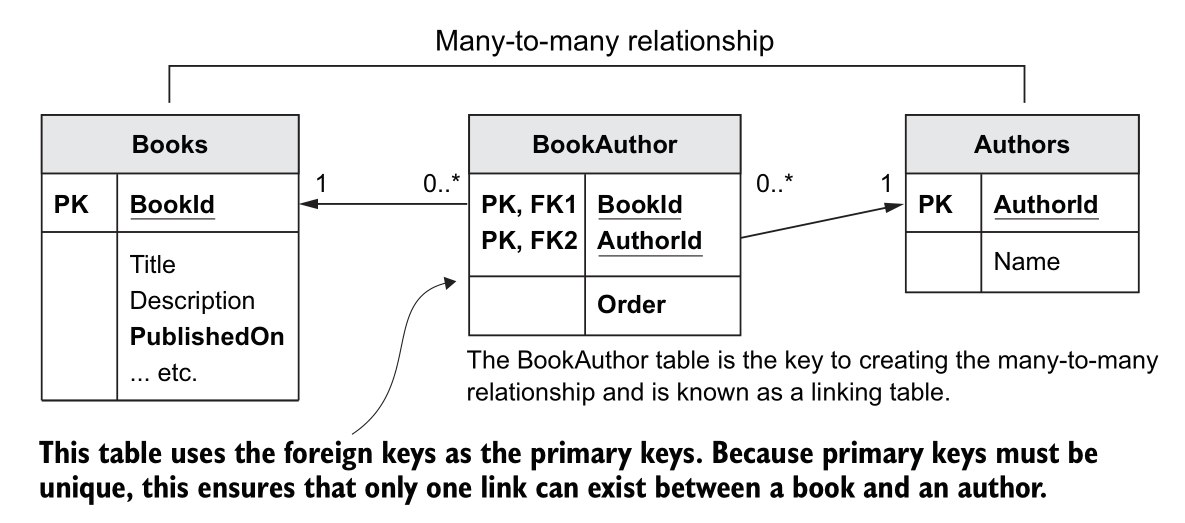 Many-to-many relationship
Books
PK BookId
Title
Description
PublishedOn
... etc.
1
0..*
BookAuthor
PK, FK1 BookId
PK, FK2 AuthorId
Order
0..*
1
Authors
PK AuthorId
Name
The BookAuthor table is the key to creating the many-to-many
relationship and is known as a linking table.
This table uses the foreign keys as the primary keys. Because primary keys must be
unique, this ensures that only one link can exist between a book and an author.